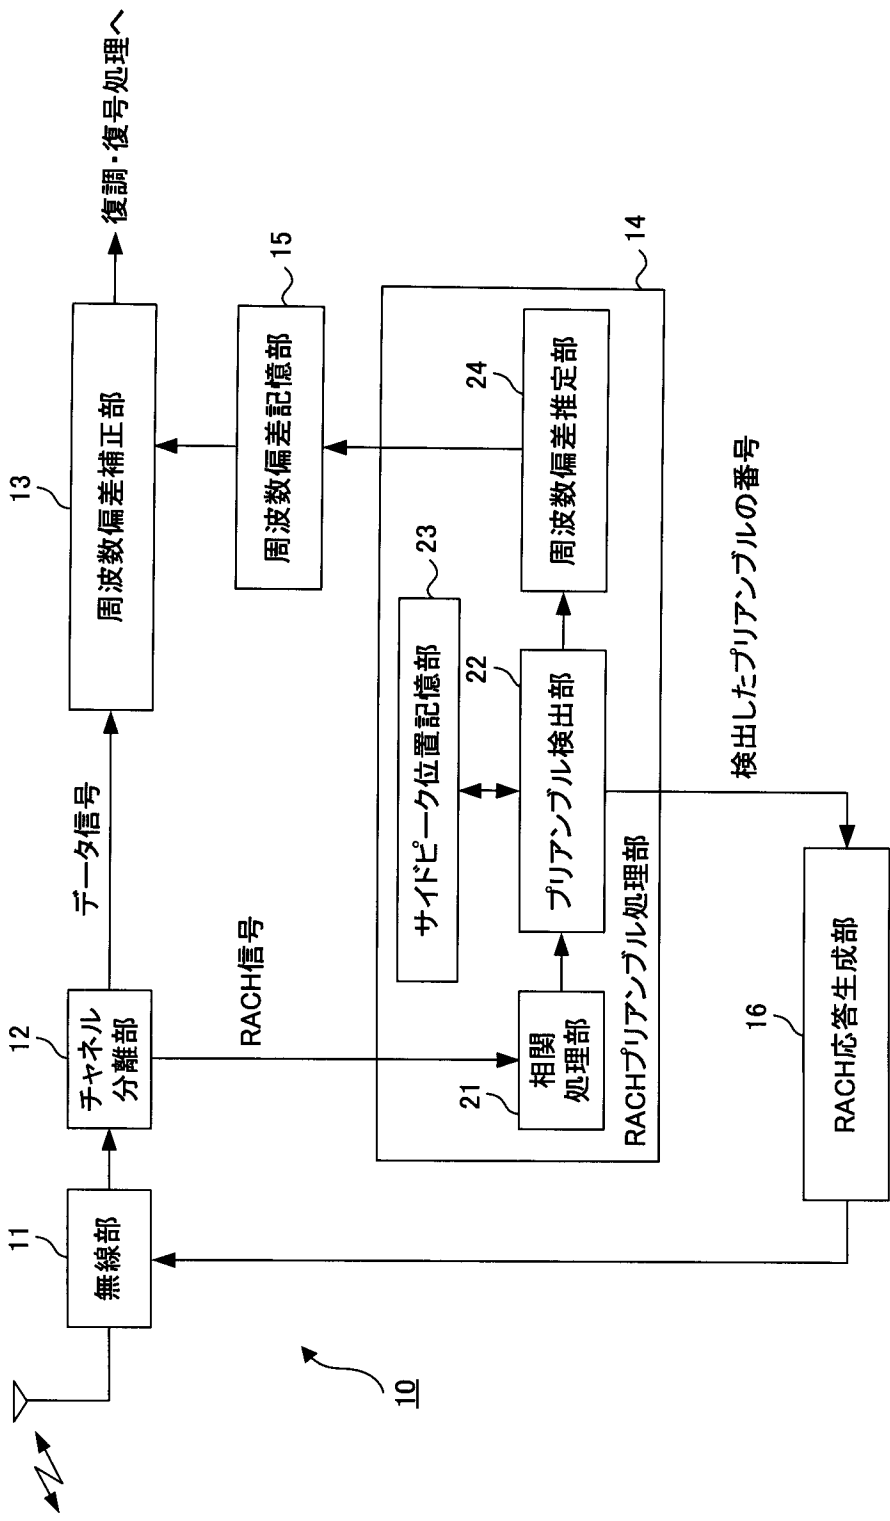 11
無線部
12
チャネル
分離部
データ信号
13
周波数偏差補正部
復調・復号処理へ
RACH信号
15
周波数偏差記憶部
14
23
サイドピーク位置記憶部
21
相関
処理部
22
プリアンブル検出部
24
周波数偏差推定部
RACHプリアンブル処理部
検出したプリアンブルの番号
16
RACH応答生成部
10